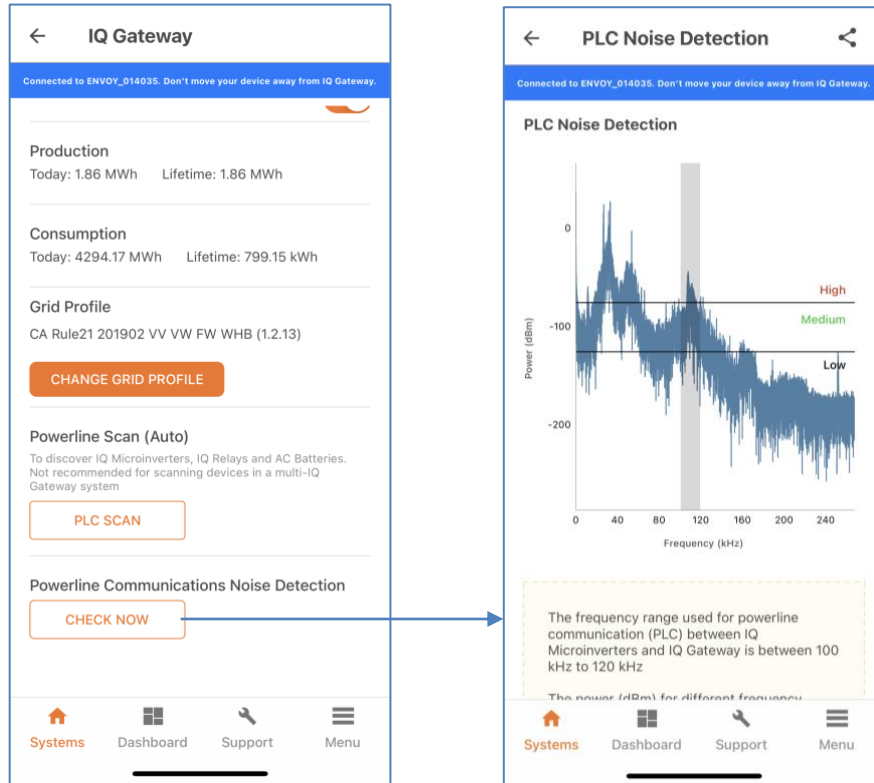 IQ Gateway
Connected to ENVOY_014035. Don't move your device away from IQ Gateway.
Production
Today: 1.86 MWh Lifetime: 1.86 MWh
Consumption
Today: 4294.17 MWh Lifetime: 799.15 kWh
Grid Profile
CA Rule21 201902 VV VW FW WHB (1.2.13)
CHANGE GRID PROFILE
Powerline Scan (Auto)
To discover IQ Microinverters, IQ Relays and AC Batteries.
Not recommended for scanning devices in a multi-IQ
Gateway system
PLC SCAN
Powerline Communications Noise Detection
CHECK NOW
Systems Dashboard Support Menu
PLC Noise Detection
Connected to ENVOY_014035. Don't move your device away from IQ Gateway.
PLC Noise Detection
0
-100
-200
Power (dBm)
High
Medium
Low
0 40 80 120 160 200 240
Frequency (kHz)
The frequency range used for powerline
communication (PLC) between IQ
Microinverters and IQ Gateway is between 100
kHz to 120 kHz
The power (dBm) for different frequency
Systems Dashboard Support Menu